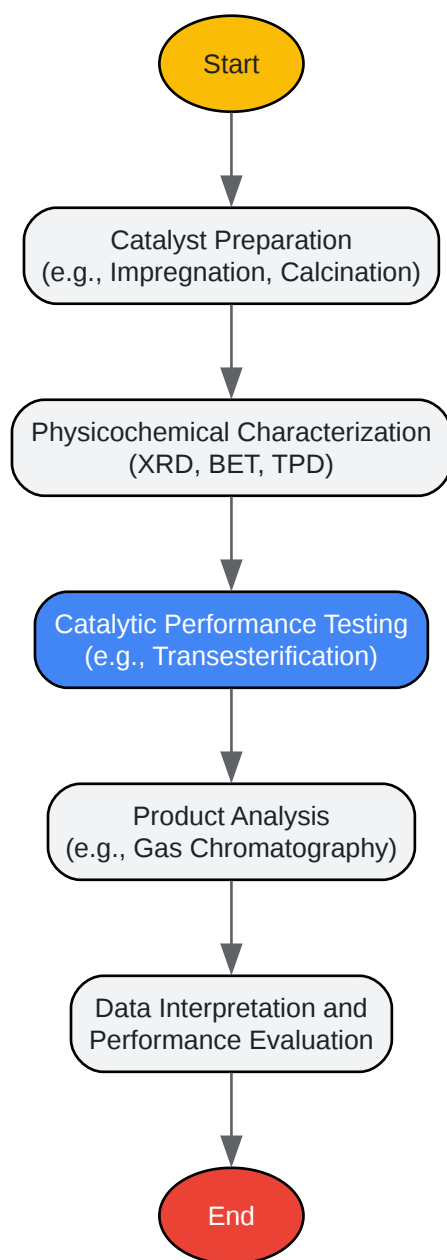 Start
Catalyst Preparation
(e.g., Impregnation, Calcination)
Physicochemical Characterization
(XRD, BET, TPD)
Catalytic Performance Testing
(e.g., Transesterification)
Product Analysis
(e.g., Gas Chromatography)
Data Interpretation and
Performance Evaluation
End